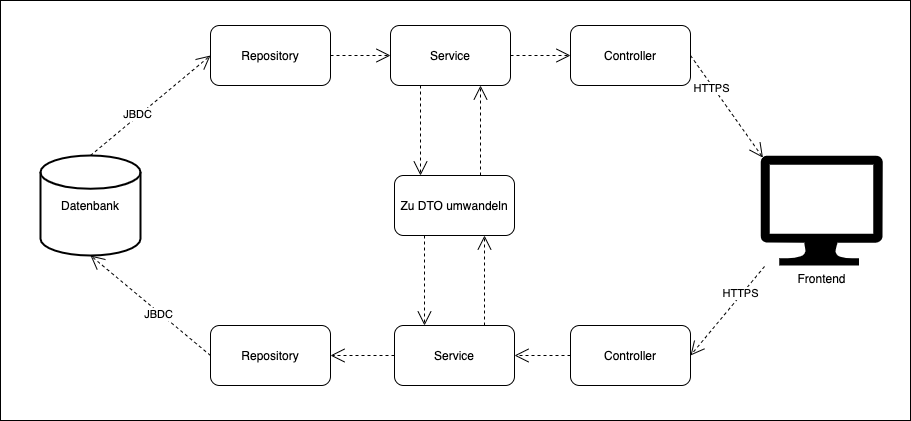 Repository
Service
Controller
JBDC
HTTPS
Datenbank
Zu DTO umwandeln
Frontend
HTTPS
JBDC
Repository
Service
Controller